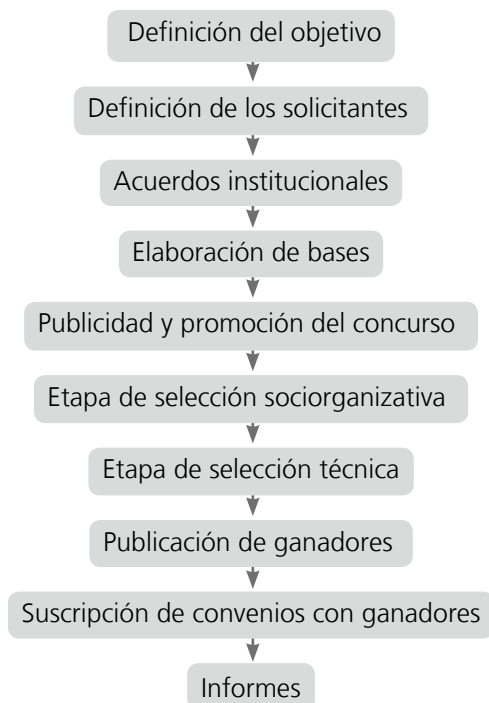 Definición del objetivo
Definición de los solicitantes
Acuerdos institucionales
Elaboración de bases
Publicidad y promoción del concurso
Etapa de selección sociorganizativa
Etapa de selección técnica
Publicación de ganadores
Suscripción de convenios con ganadores
Informes